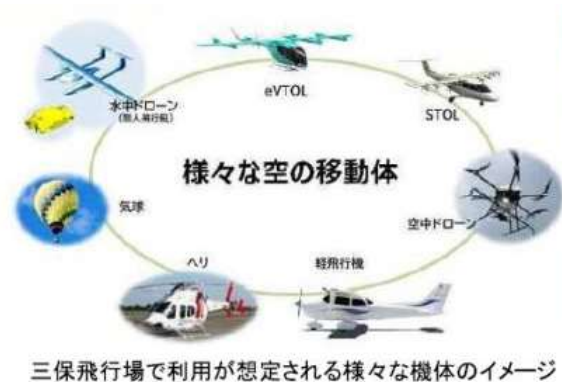 eVTOL
STOL
水中ドローン
(無人飛行艇)
様々な空の移動体
気球
空中ドローン
ヘリ
軽飛行機
三保飛行場で利用が想定される様々な機体のイメージ